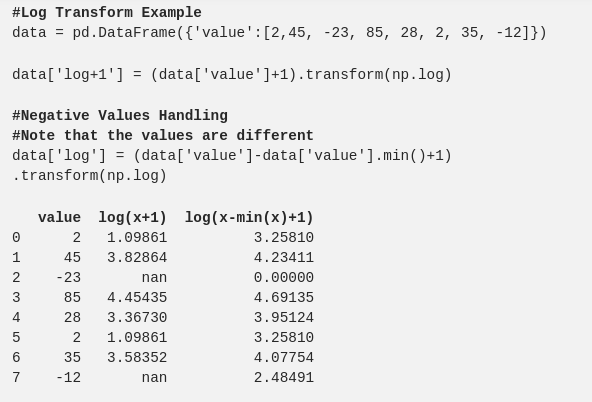 #Log Transform Example
data = pd.DataFrame({'value':[2,45, -23, 85, 28, 2, 35, -12]})
data['log+1'] = (data['value']+1).transform(np.log)
#Negative Values Handling
#Note that the values are different
data['log'] = (data['value']-data['value'].min()+1)
.transform(np.log)
value log(x+1) log(x-min(x)+1)
0 2 1.09861 3.25810
1 45 3.82864 4.23411
2 -23 nan 0.00000
3 85 4.45435 4.69135
4 28 3.36730 3.95124
5 2 1.09861 3.25810
6 35 3.58352 4.07754
7 -12 nan 2.48491